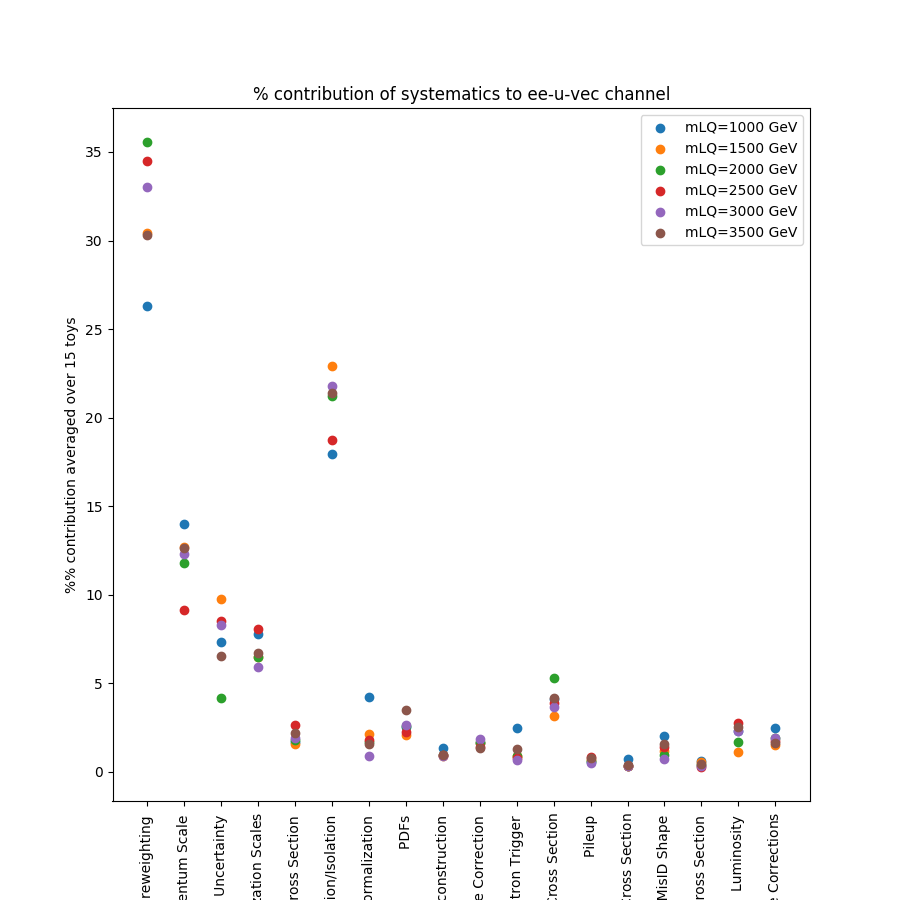 % contribution of systematics to ee-u-vec channel
mLQ=1000 GeV
mLQ=1500 GeV
mLQ=2000 GeV
mLQ=2500 GeV
mLQ=3000 GeV
mLQ=3500 GeV
%% contribution averaged over 15 toys
35
30
25
20
15
10
5
0
reweighting
entum Scale
Uncertainty
zation Scales
ross Section
ion/Isolation
ormalization
PDFs
construction
e Correction
tron Trigger
Cross Section
Pileup
Cross Section
MisID Shape
ross Section
Luminosity
e Corrections